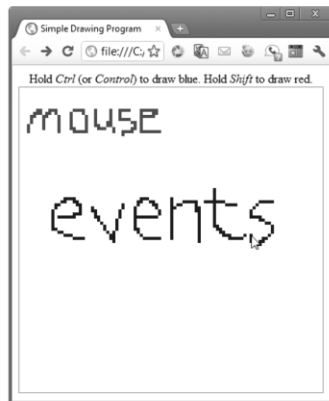 Simple Drawing Program
file:///C:/
Hold Ctrl (or Control) to draw blue. Hold Shift to draw red.
mouse
events